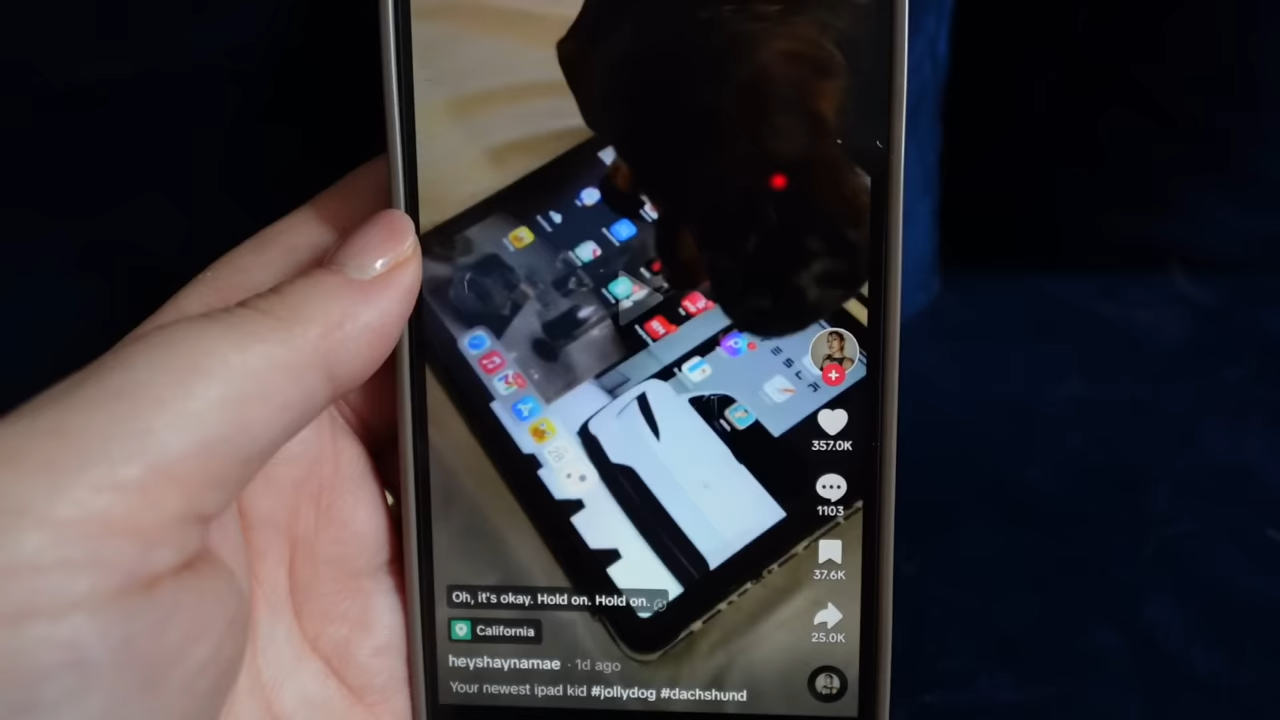 TESLA
357.0K
1103
37.6K
25.0K
Oh, it's okay. Hold on. Hold on.
California
heyshaynamae · 1d ago
Your newest ipad kid #jollydog #dachshund